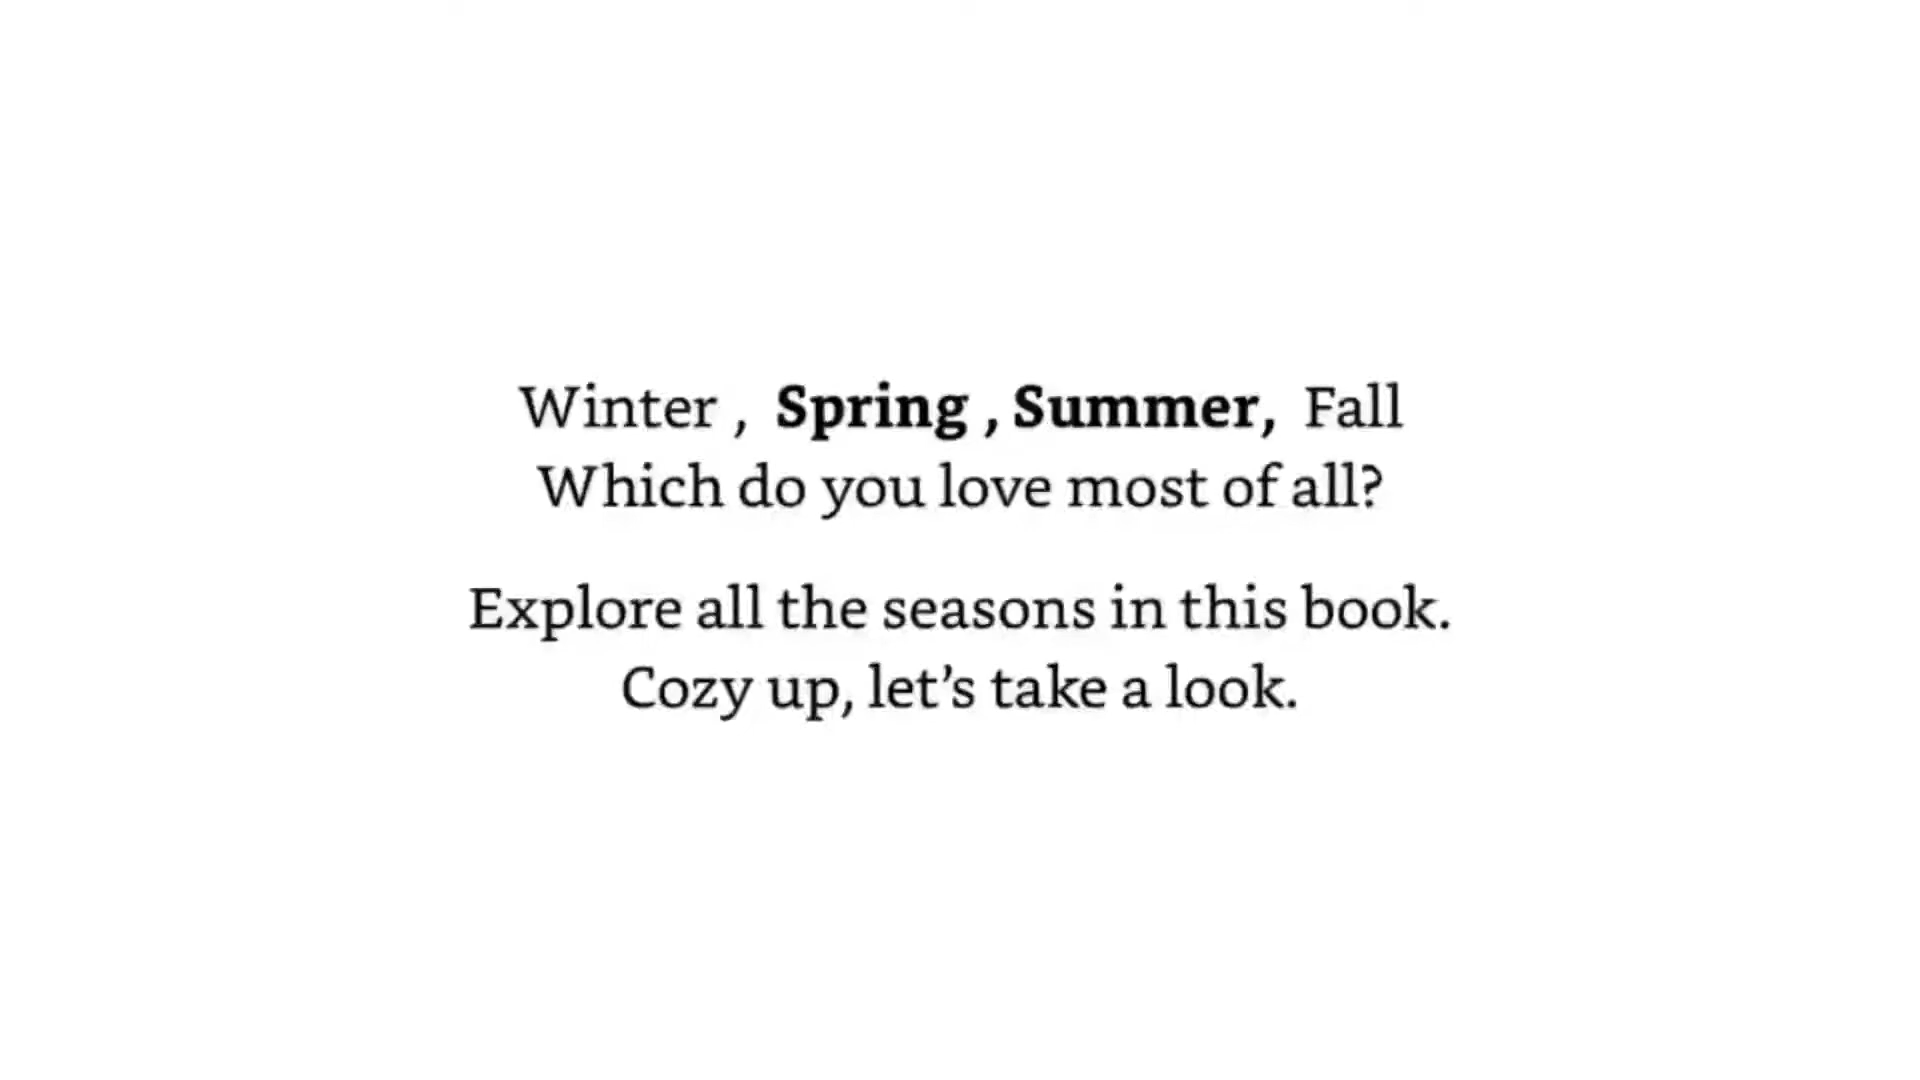 Winter , Spring , Summer, Fall
Which do you love most of all?
Explore all the seasons in this book.
Cozy up, let’s take a look.